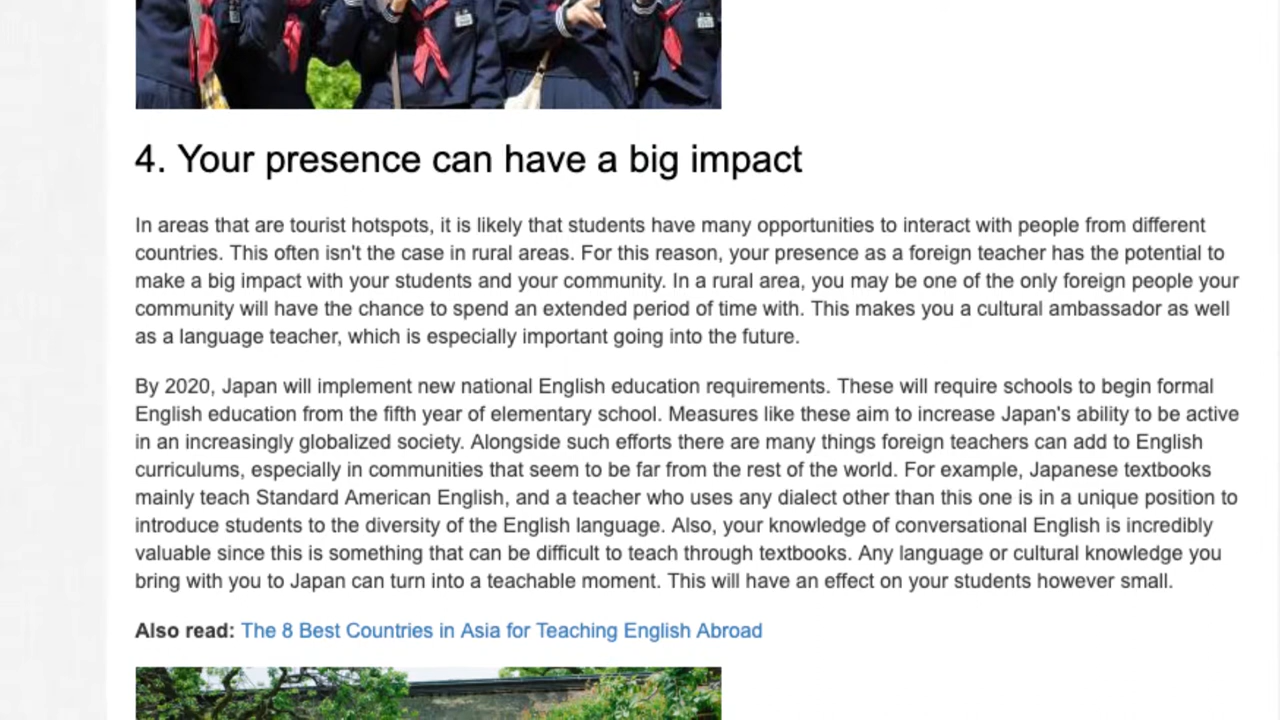 4. Your presence can have a big impact
In areas that are tourist hotspots, it is likely that students have many opportunities to interact with people from different
countries. This often isn't the case in rural areas. For this reason, your presence as a foreign teacher has the potential to
make a big impact with your students and your community. In a rural area, you may be one of the only foreign people your
community will have the chance to spend an extended period of time with. This makes you a cultural ambassador as well
as a language teacher, which is especially important going into the future.
By 2020, Japan will implement new national English education requirements. These will require schools to begin formal
English education from the fifth year of elementary school. Measures like these aim to increase Japan's ability to be active
in an increasingly globalized society. Alongside such efforts there are many things foreign teachers can add to English
curriculums, especially in communities that seem to be far from the rest of the world. For example, Japanese textbooks
mainly teach Standard American English, and a teacher who uses any dialect other than this one is in a unique position to
introduce students to the diversity of the English language. Also, your knowledge of conversational English is incredibly
valuable since this is something that can be difficult to teach through textbooks. Any language or cultural knowledge you
bring with you to Japan can turn into a teachable moment. This will have an effect on your students however small.
Also read: The 8 Best Countries in Asia for Teaching English Abroad